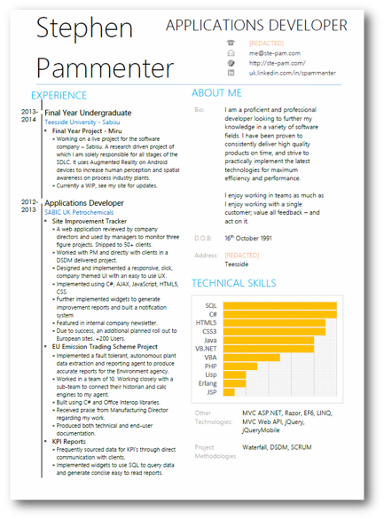 Stephen
Pammenter
APPLICATIONS DEVELOPER
[REDACTED]
me@ste-pam.com
http://ste-pam.com/
uk.linkedin.com/in/spammenter
EXPERIENCE
2013-
2014
Final Year Undergraduate
Teesside University - Sabisu
Final Year Project - Miru
Working on a live project for the software
company – Sabisu. A research driven project of
which I am solely responsible for all stages of the
SDLC. It uses Augmented Reality on Android
devices to increase human perception and spatial
awareness on process industry plants.
Currently a WIP, see my site for updates.
2012-
2013
Applications Developer
SABIC UK Petrochemicals
Site Improvement Tracker
A web application reviewed by company
directors and used by managers to monitor three
figure projects. Shipped to 50+ clients.
Worked with PM and directly with clients in a
DSDM delivered project.
Designed and implemented a responsive, slick,
company themed UI with an easy to use UX.
Implemented using C#, AJAX, JavaScript, HTML5,
CSS.
Further implemented widgets to generate
improvement reports and built a notification
system.
Featured in internal company newsletter.
Due to success, an additional planned roll out to
European sites. +200 Users.
EU Emission Trading Scheme Project
Implemented a fault tolerant, autonomous plant
data extraction and reporting agent to produce
accurate reports for the Environment Agency.
Worked in a team of 10. Working closely with a
sub-team to connect their historian and calc
engines to my agent.
Built using C# and Office Interop libraries.
Received praise from Manufacturing Director
regarding my work.
Produced both technical and end-user
documentation.
KPI Reports
Frequently sourced data for KPI's through direct
communication with clients.
Implemented widgets to use SQL to query data
and generate concise easy to read reports.
ABOUT ME
Bio:
I am a proficient and professional
developer looking to further my
knowledge in a variety of software
fields. I have been proven to
consistently deliver high quality
products on time, and strive to
practically implement the latest
technologies for maximum
efficiency and performance.
I enjoy working in teams as much as
I enjoy working with a single
customer; value all feedback – and
act on it.
D.O.B:
16th October 1991
Address:
[REDACTED]
Teesside
TECHNICAL SKILLS
SQL
C#
HTML5
CSS3
Java
VB.NET
VBA
PHP
Lisp
Erlang
JSP
Other
Technologies:
MVC ASP.NET, Razor, EF6, LINQ,
MVC Web API, jQuery,
jQueryMobile
Project
Methodologies
Waterfall, DSDM, SCRUM